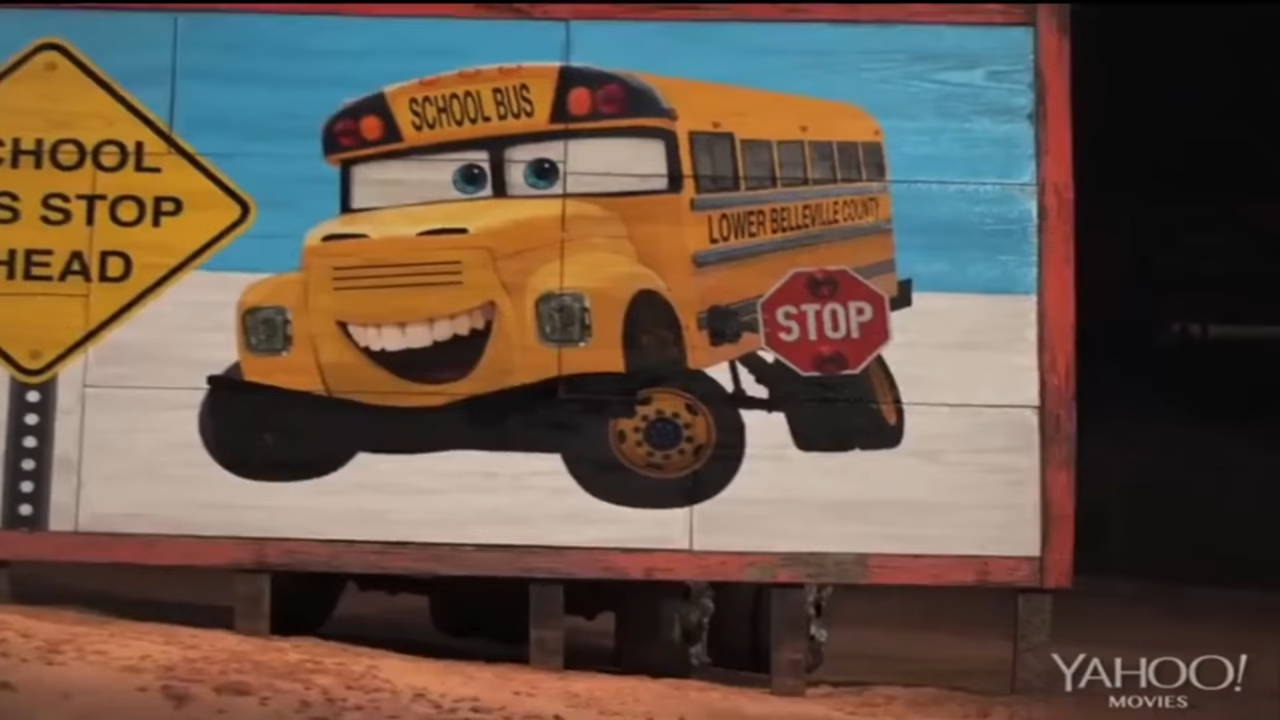 CHOOL
S STOP
HEAD
SCHOOL BUS
LOWER BELLEVILLE COUNTY
STOP
YAHOO!
MOVIES